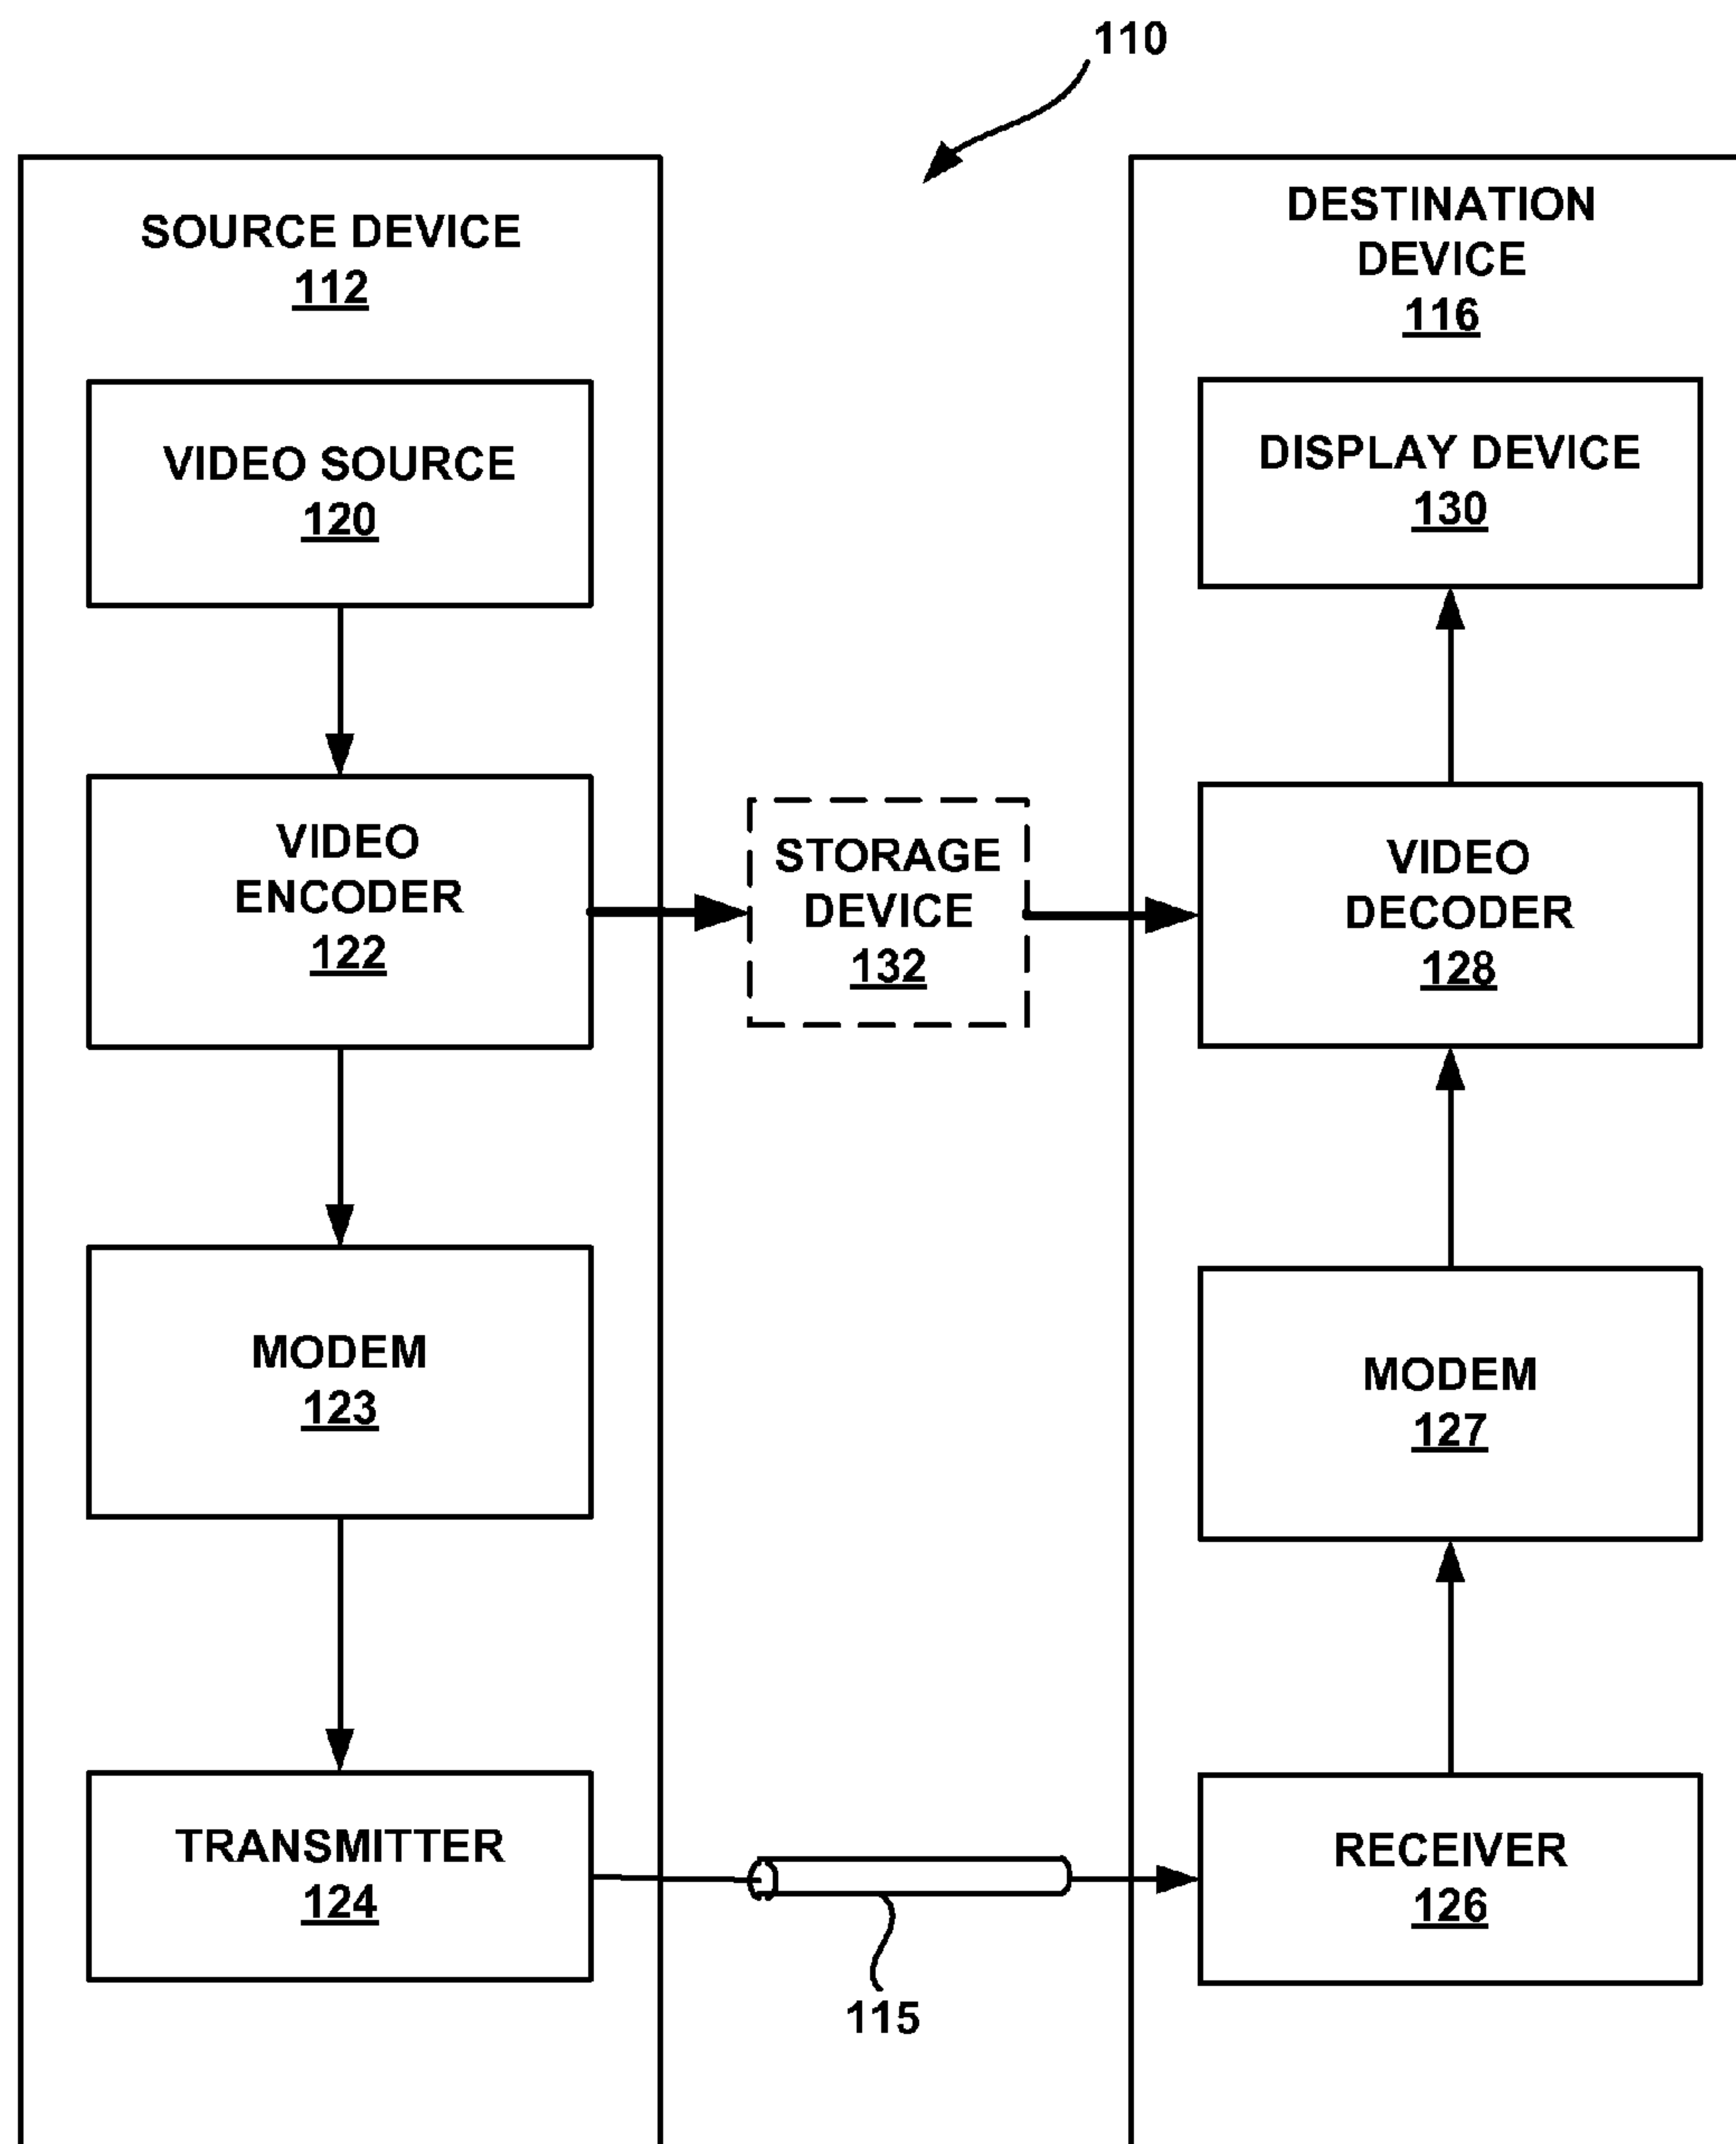 110
SOURCE DEVICE
112
VIDEO SOURCE
120
VIDEO
ENCODER
122
MODEM
123
TRANSMITTER
124
STORAGE
DEVICE
132
115
DESTINATION
DEVICE
116
DISPLAY DEVICE
130
VIDEO
DECODER
128
MODEM
127
RECEIVER
126